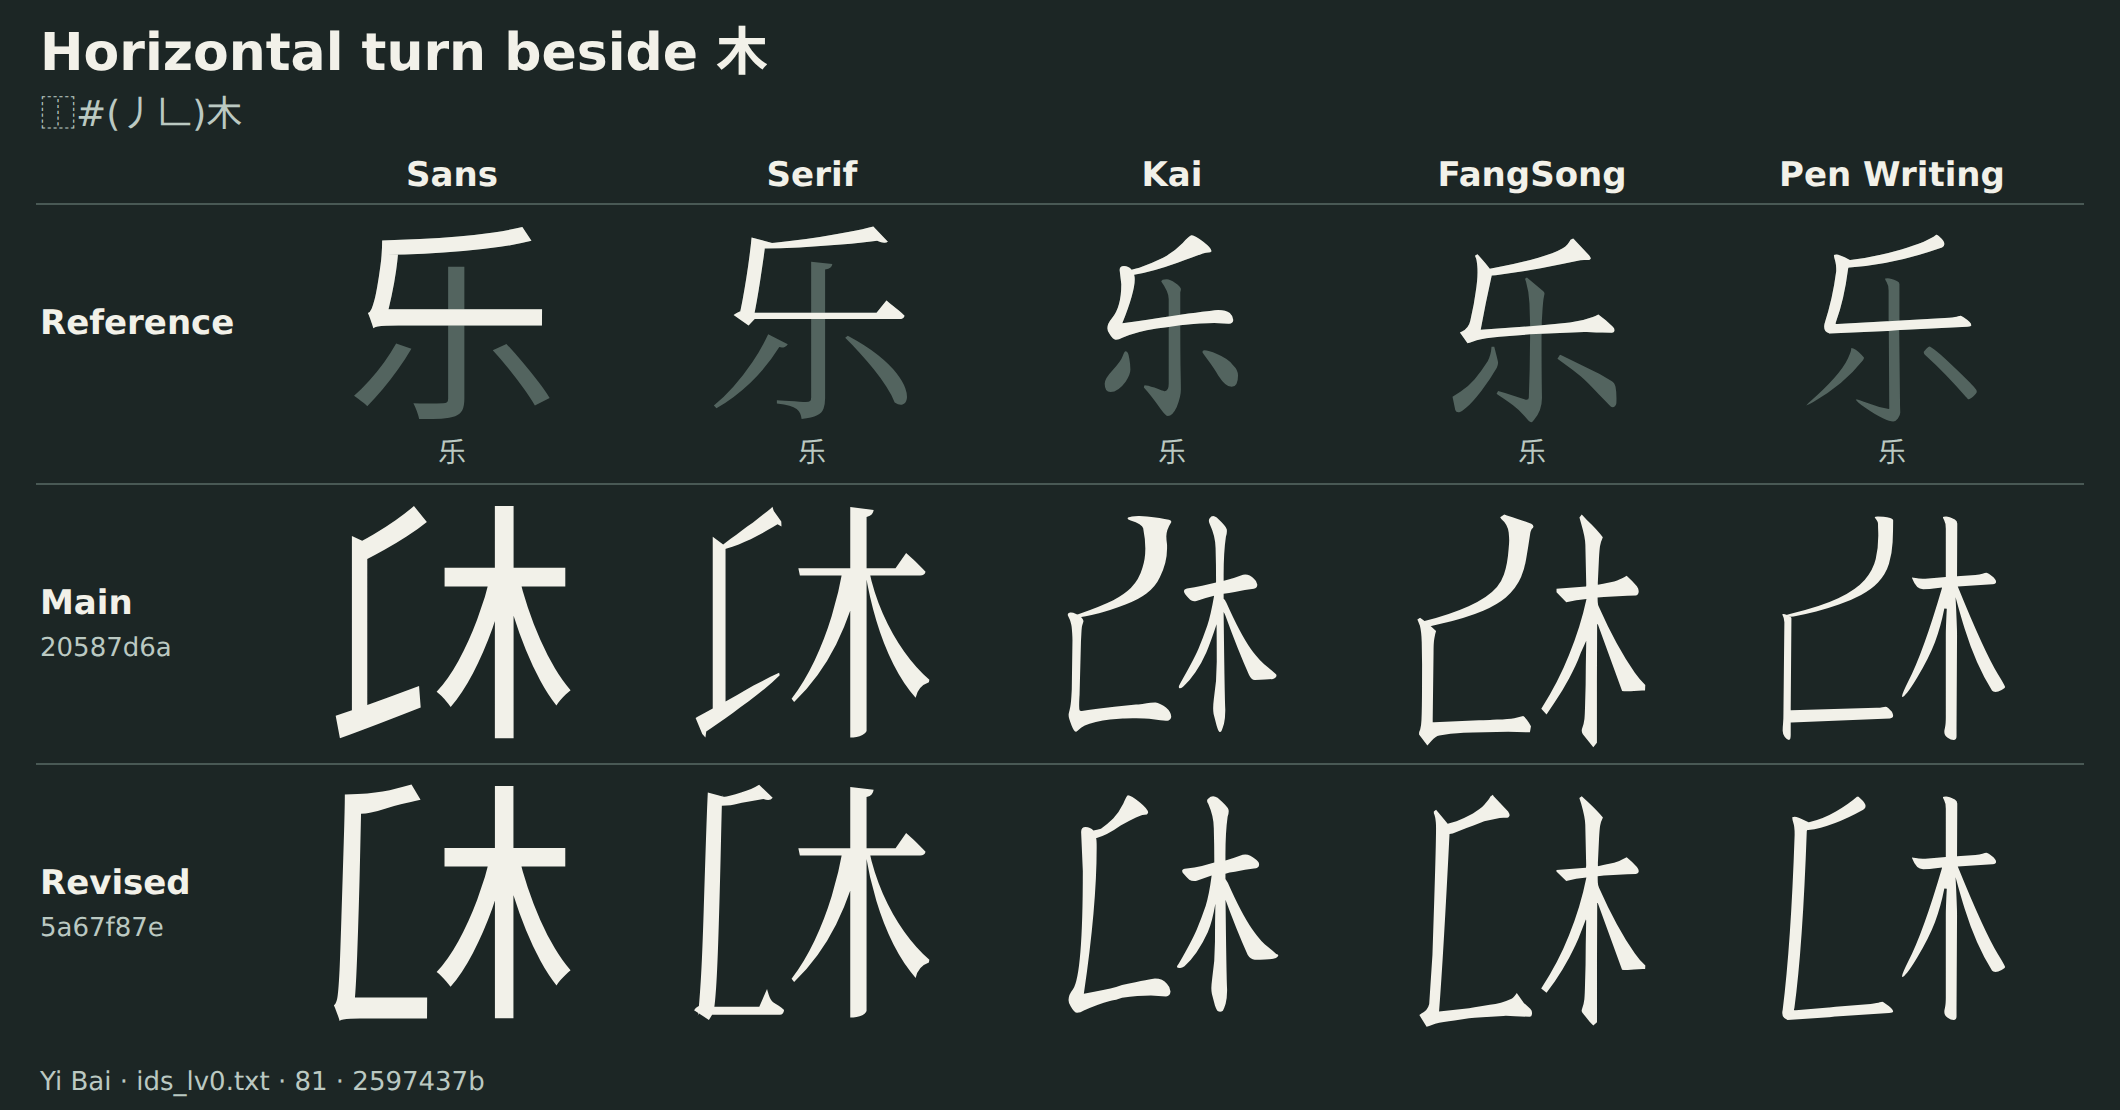 Horizontal turn beside 木
⿰#(丿𠃊)木
Sans Serif Kai FangSong Pen Writing
Reference
乐 乐 乐 乐 乐
Main
20587d6a
Revised
5a67f87e
Yi Bai · ids_lv0.txt · 81 · 2597437b